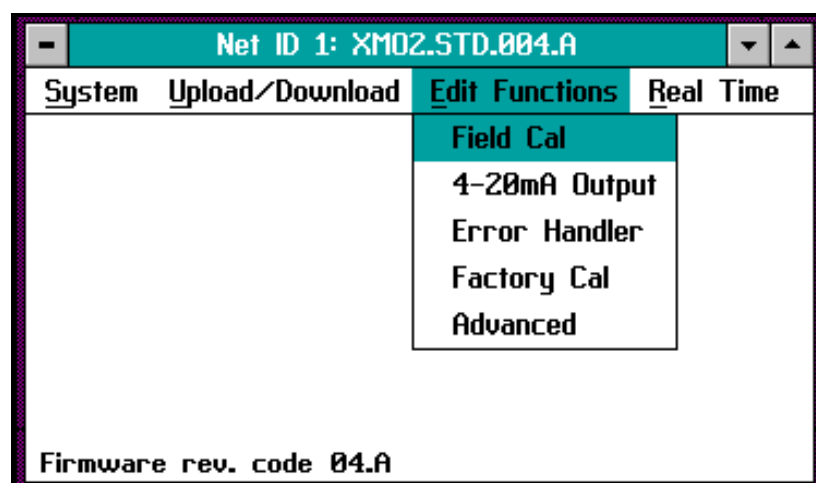 Net ID 1: XMO2.STD.004.A
System Upload/Download Edit Functions Real Time
Field Cal
4-20mA Output
Error Handler
Factory Cal
Advanced
Firmware rev. code 04.A